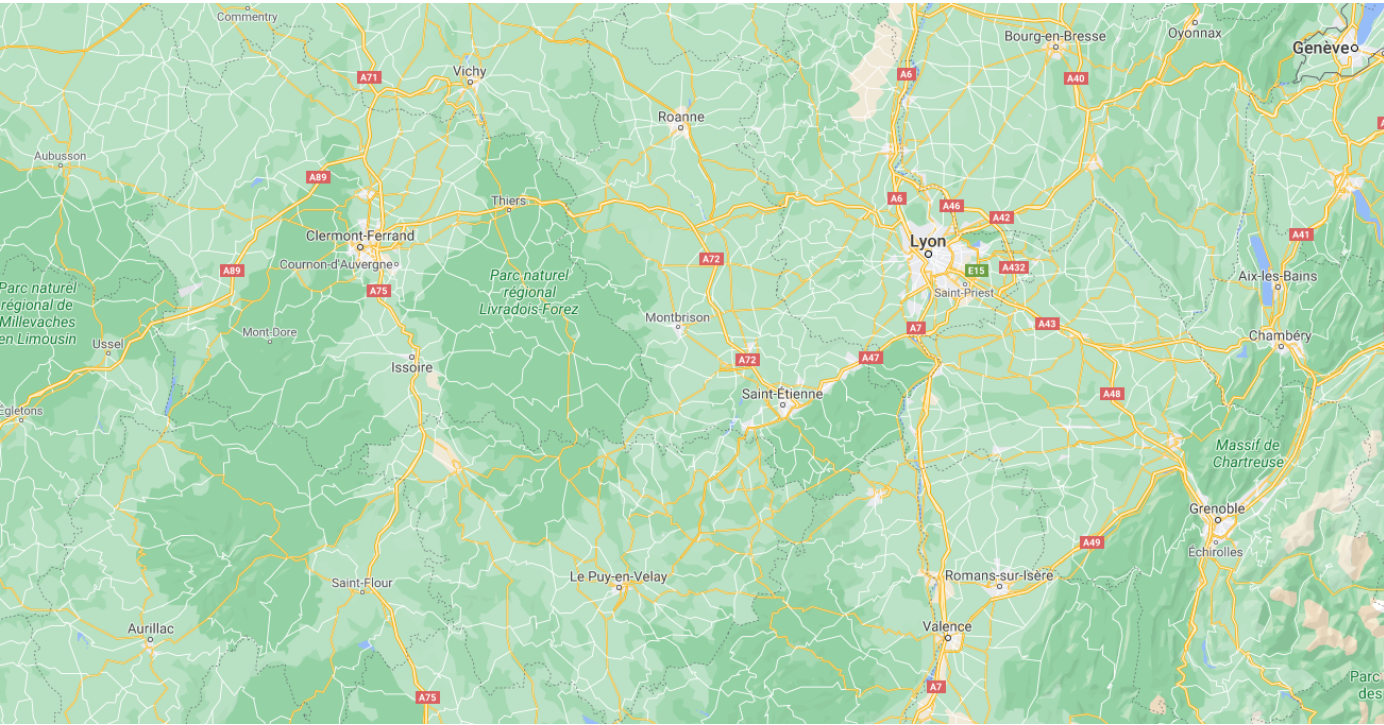 Commentry
Bourg-en-Bresse
Oyonnax
Genève
A71
Vichy
A6
A40
Roanne
Aubusson
A89
Thiers
A6
A46
A42
Clermont-Ferrand
Lyon
A41
Cournon-d'Auvergne
A89
A72
E15
A432
Parc naturel
régional de
Millevaches
en Limousin
A75
Parc naturel
régional
Livradois-Forez
Saint-Priest
Aix-les-Bains
Montbrison
A7
A43
Mont-Dore
Ussel
Chambéry
Issoire
A72
A47
Saint-Étienne
A48
Égletons
Massif de
Chartreuse
Grenoble
A49
Échirolles
Saint-Flour
Le Puy-en-Velay
Romans-sur-Isère
Aurillac
Valence
A75
A7
Parc
des